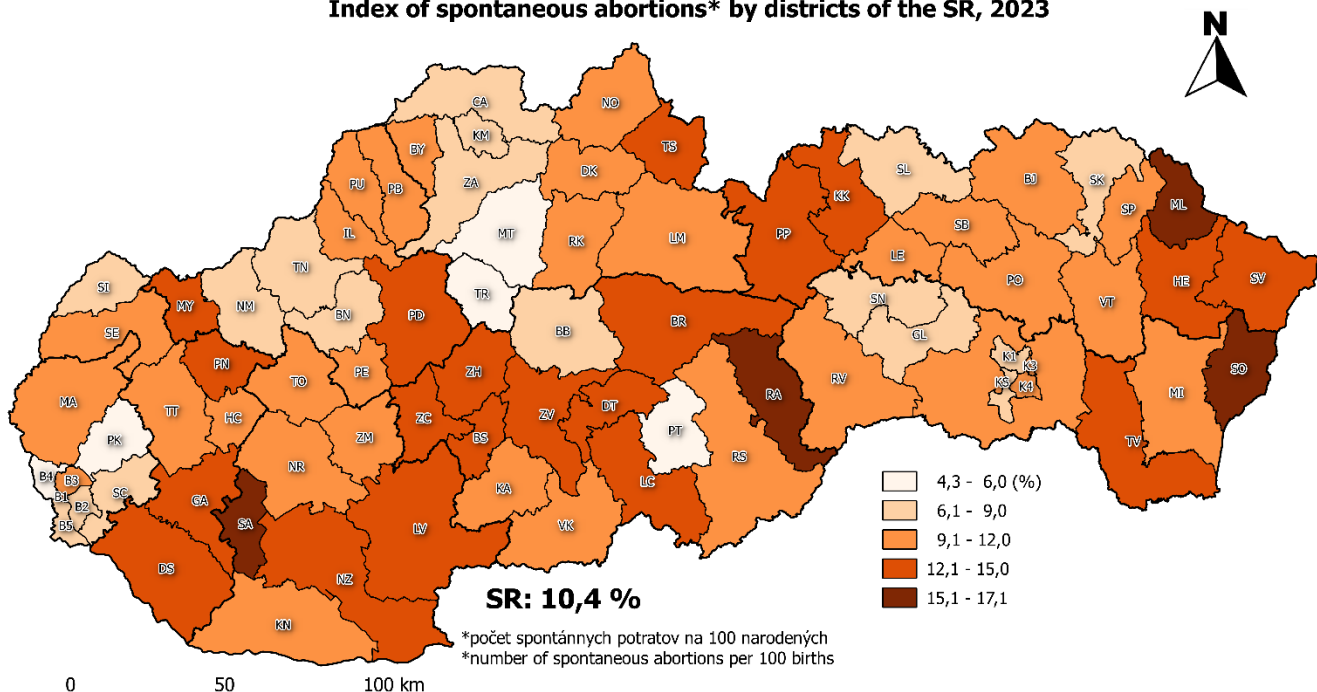 Index of spontaneous abortions* by districts of the SR, 2023
N
CA
NO
KM
TS
BY
ZA
DK
PU
PB
SL
BJ
SK
KK
SP
ML
IL
MT
RK
LM
PP
SB
LE
TN
PO
HE
SV
SI
MY
NM
BN
TR
PD
SN
VT
SE
BB
BR
GL
PN
K1
K3
SO
ZH
PE
TO
RV
K5
K4
MI
MA
TT
HC
ZC
ZV
DT
RA
PK
ZM
BS
PT
TV
NR
RS
B4
B3
B1
SC
B2
GA
KA
LC
B5
SA
LV
VK
DS
NZ
KN
4,3 - 6,0 (%)
6,1 - 9,0
9,1 - 12,0
12,1 - 15,0
15,1 - 17,1
SR: 10,4 %
*počet spontánnych potratov na 100 narodených
*number of spontaneous abortions per 100 births
0 50 100 km